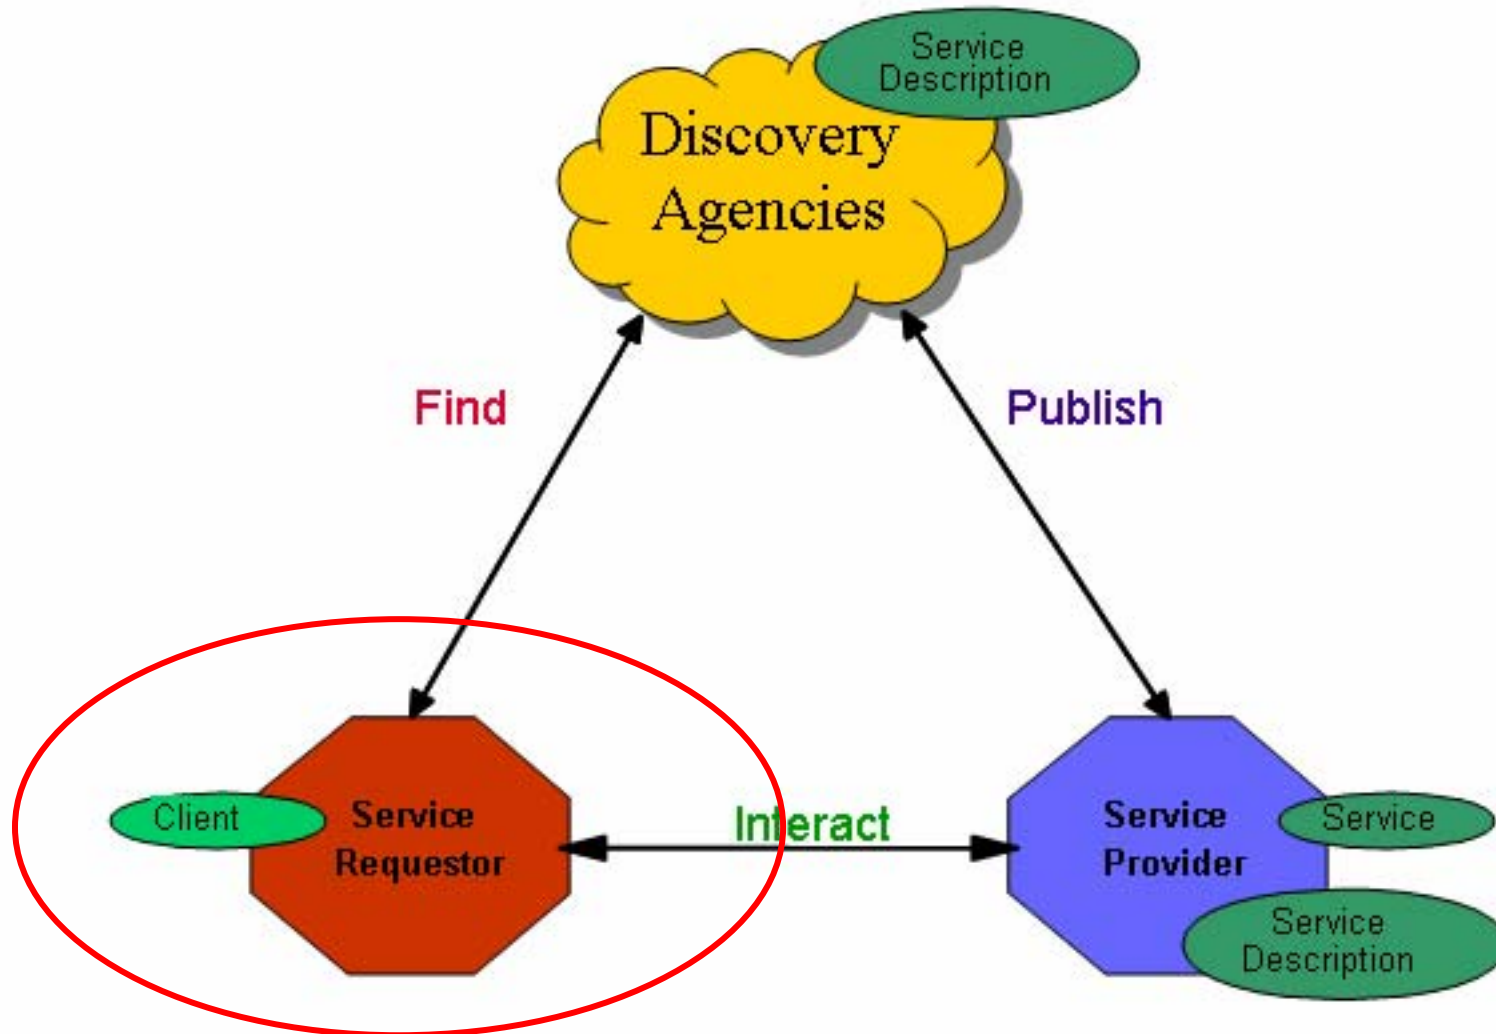 Service
Description
Discovery
Agencies
Find
Publish
Client
Service
Requestor
Interact
Service
Provider
Service
Service
Description